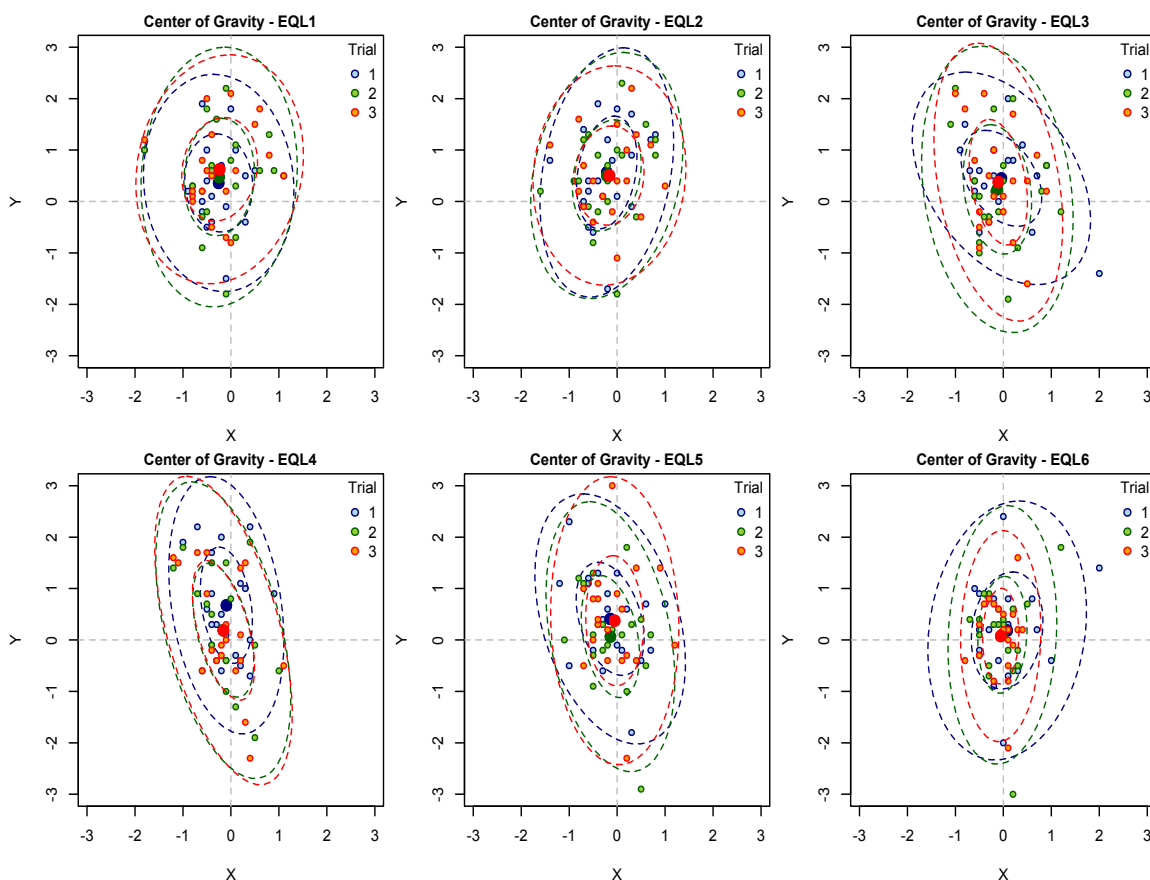 Center of Gravity - EQL1
Trial
1
2
3
3
2
1
0
-1
-2
-3
Y
-3 -2 -1 0 1 2 3
X
Center of Gravity - EQL2
Trial
1
2
3
3
2
1
0
-1
-2
-3
Y
-3 -2 -1 0 1 2 3
X
Center of Gravity - EQL3
Trial
1
2
3
3
2
1
0
-1
-2
-3
Y
-3 -2 -1 0 1 2 3
X
Center of Gravity - EQL4
Trial
1
2
3
3
2
1
0
-1
-2
-3
Y
-3 -2 -1 0 1 2 3
X
Center of Gravity - EQL5
Trial
1
2
3
3
2
1
0
-1
-2
-3
Y
-3 -2 -1 0 1 2 3
X
Center of Gravity - EQL6
Trial
1
2
3
3
2
1
0
-1
-2
-3
Y
-3 -2 -1 0 1 2 3
X